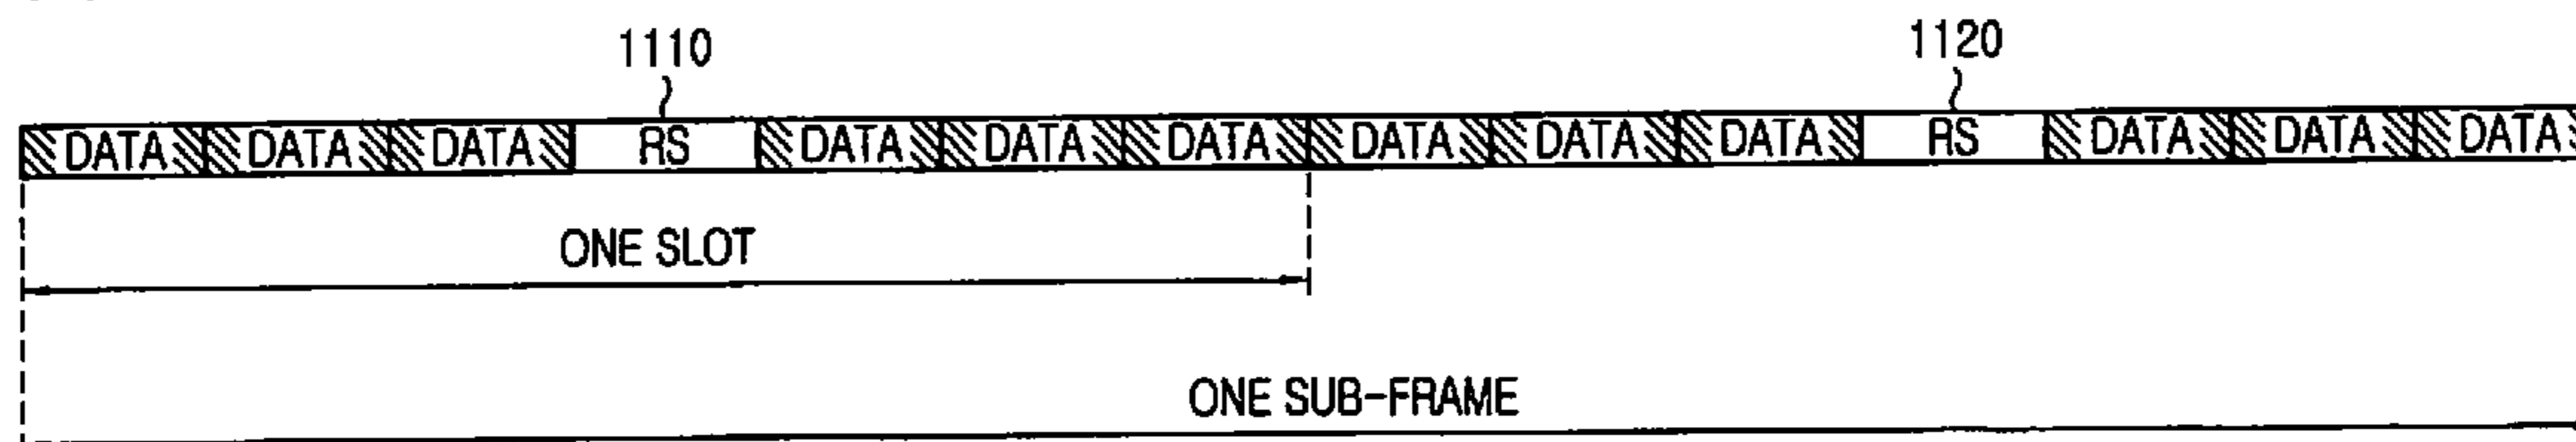 1110 1120
DATA DATA DATA RS DATA DATA DATA DATA DATA DATA RS DATA DATA DATA
ONE SLOT
ONE SUB-FRAME